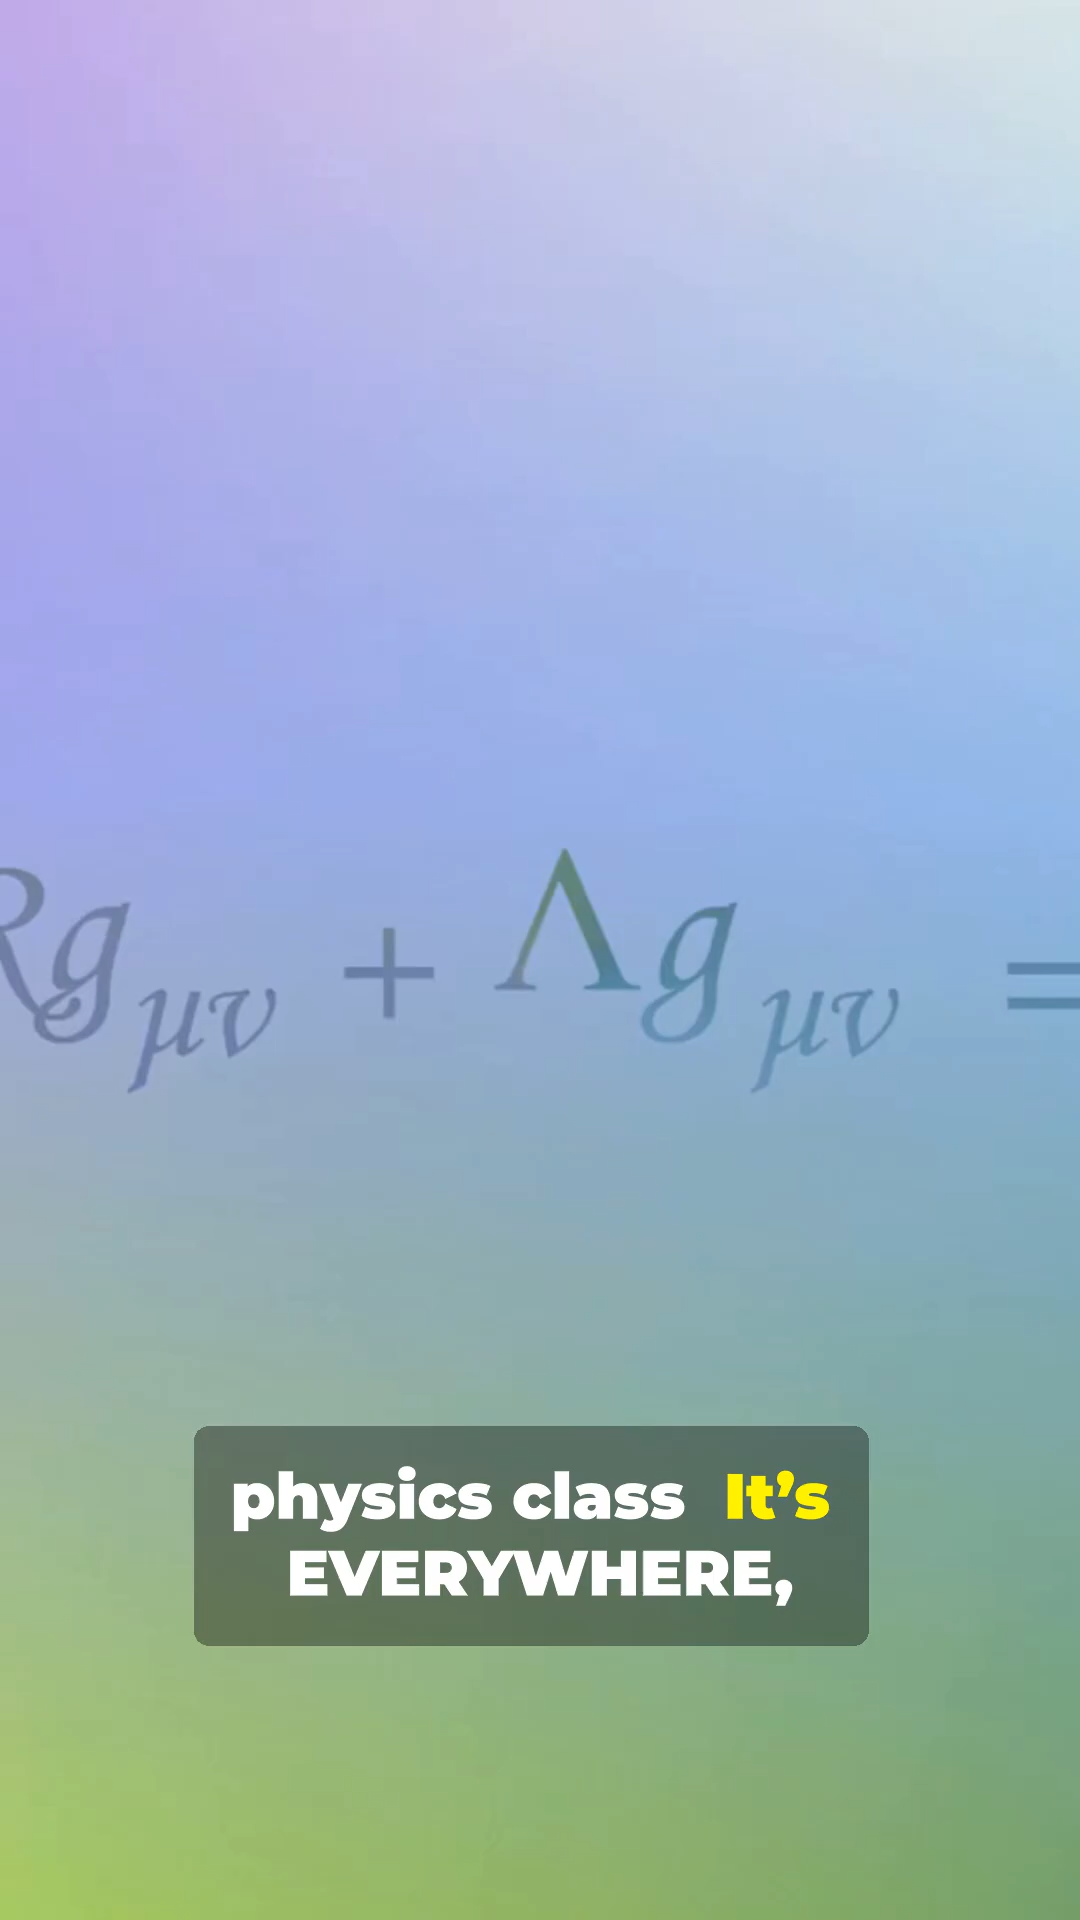 Rgμν + Λgμν =
physics class It’s
EVERYWHERE,